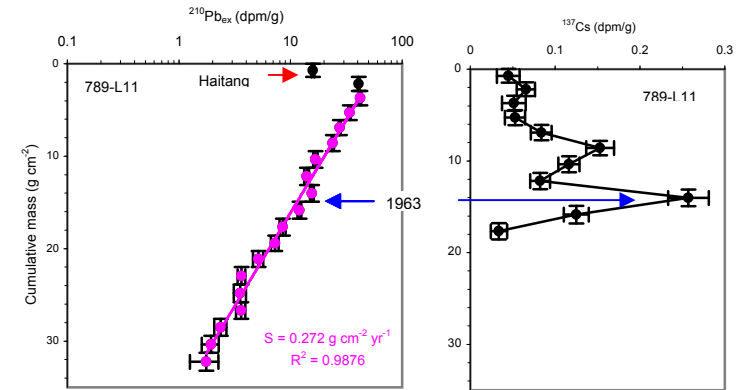 ²¹⁰Pbₑₓ (dpm/g)
0.1 1 10 100
0
10
20
30
Cumulative mass (g cm⁻²)
789-L11
Haitang
1963
S = 0.272 g cm⁻² yr⁻¹
R² = 0.9876
¹³⁷Cs (dpm/g)
0 0.1 0.2 0.3
0
10
20
30
789-L11